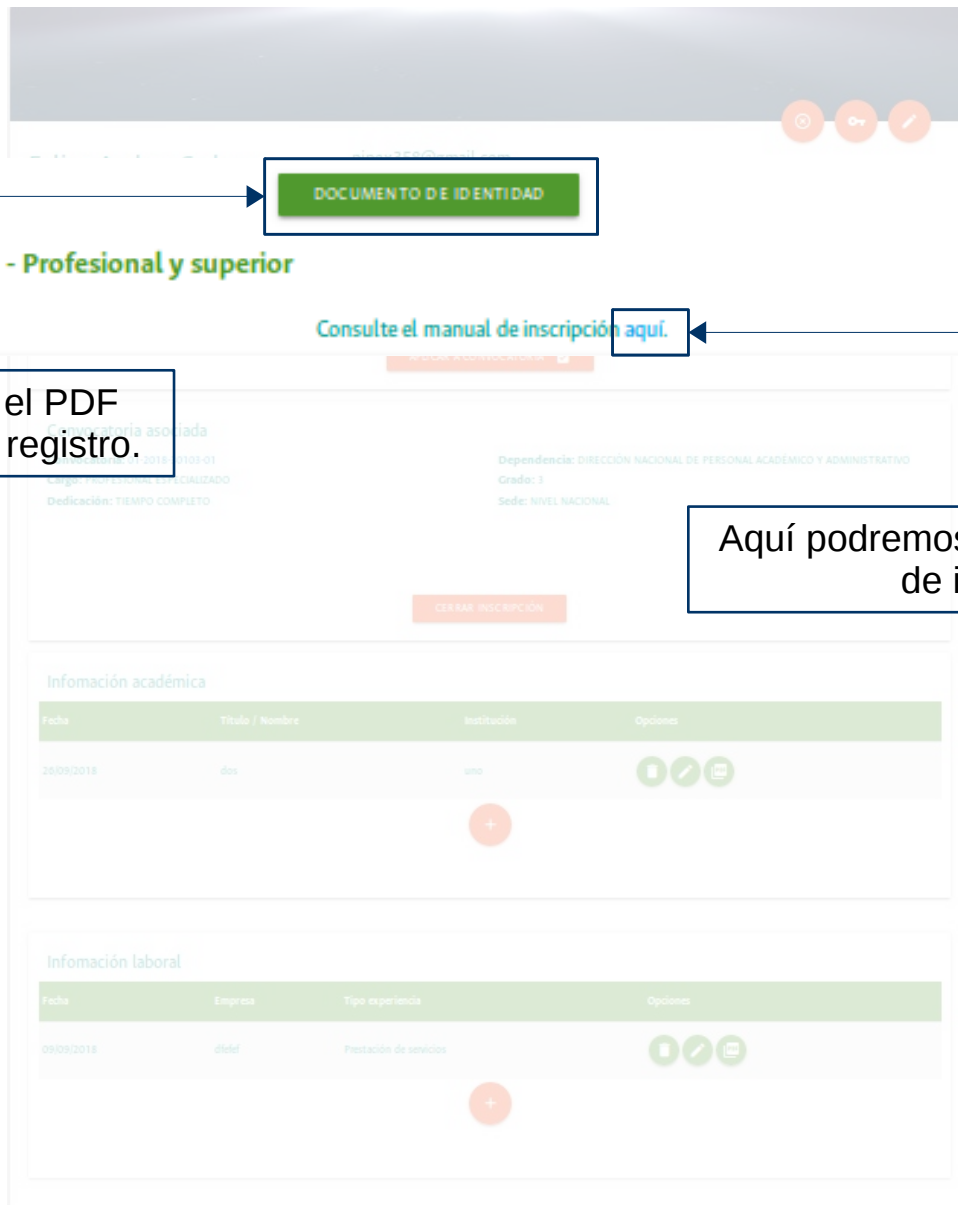 DOCUMENTO DE IDENTIDAD
- Profesional y superior
Consulte el manual de inscripción aquí.
el PDF
registro.
Convocatoria asociada
Cargo: PROFESIONAL ESPECIALIZADO
Dedicación: TIEMPO COMPLETO
Dependencia: DIRECCIÓN NACIONAL DE PERSONAL ACADÉMICO Y ADMINISTRATIVO
Grado: 3
Sede: NIVEL NACIONAL
Aquí podremos
de i
CERRAR INSCRIPCIÓN
Infomación académica
Fecha Título / Nombre Institución Opciones
26/09/2018 dos uno
Infomación laboral
Fecha Empresa Tipo experiencia Opciones
09/09/2018 Prestación de servicios